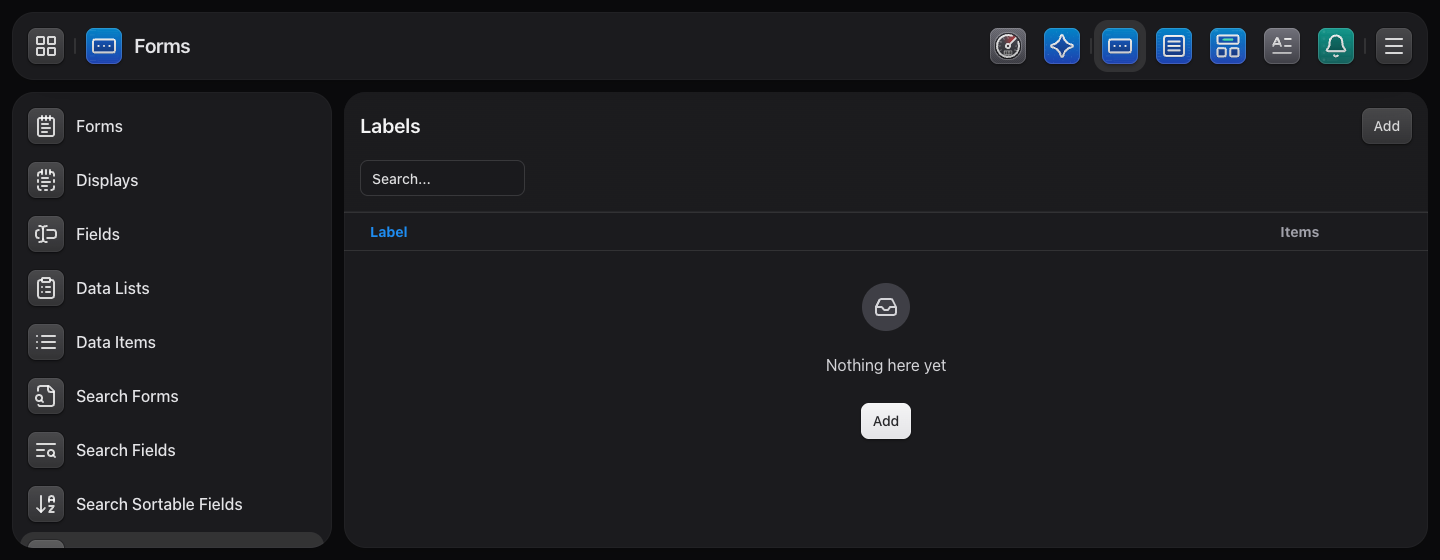 Forms
Forms
Displays
Fields
Data Lists
Data Items
Search Forms
Search Fields
Search Sortable Fields
Labels
Add
Search...
Label
Items
Nothing here yet
Add